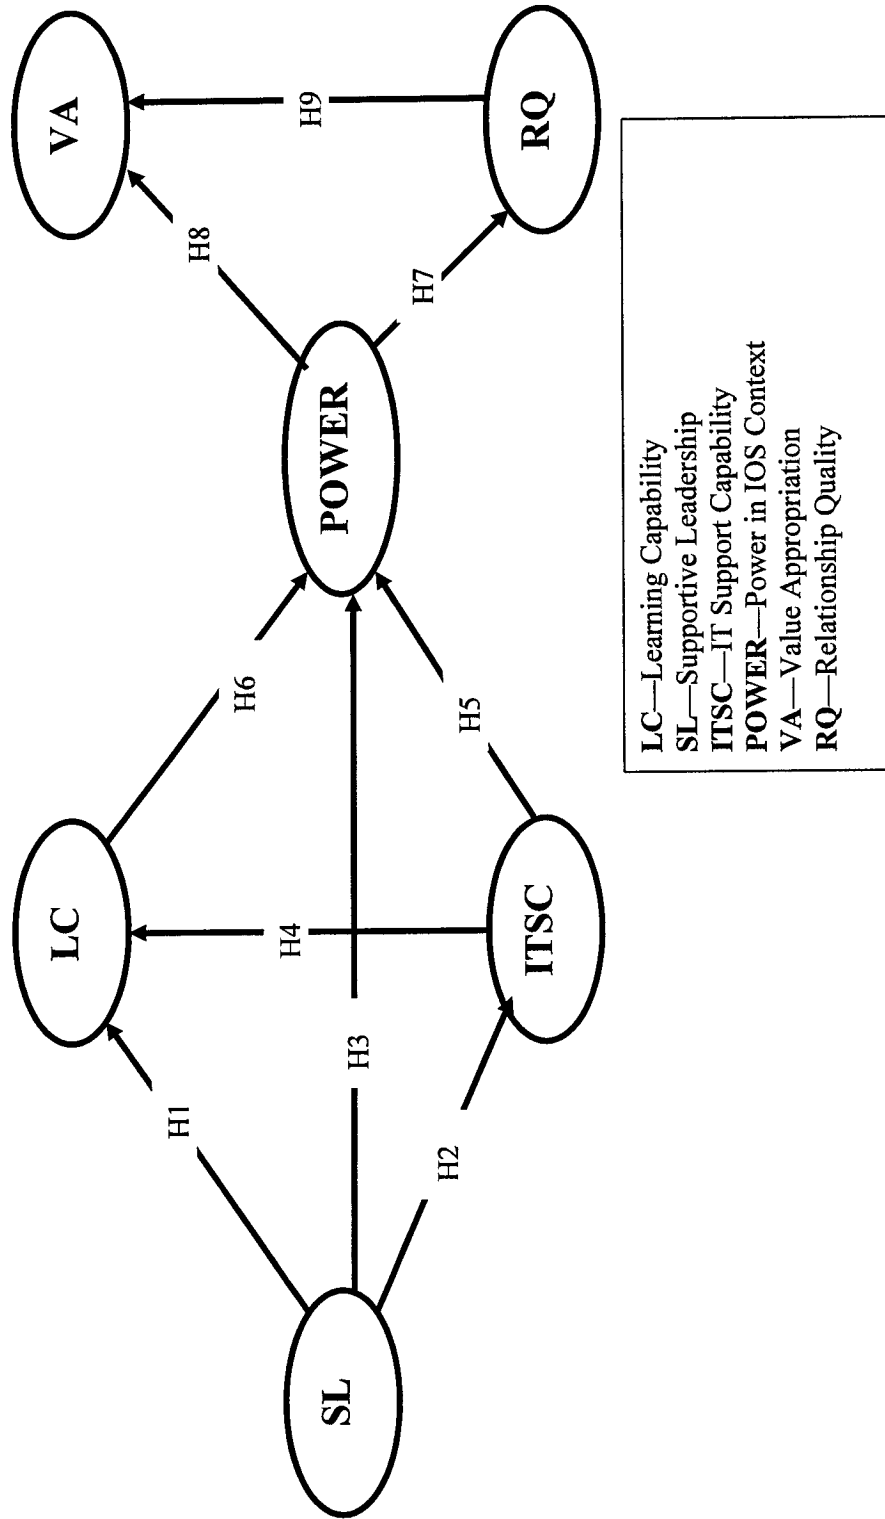 LC
VA
H1
H6
H8
H4
H9
SL
H3
POWER
H2
H5
H7
ITSC
RQ
LC—Learning Capability
SL—Supportive Leadership
ITSC—IT Support Capability
POWER—Power in IOS Context
VA—Value Appropriation
RQ—Relationship Quality